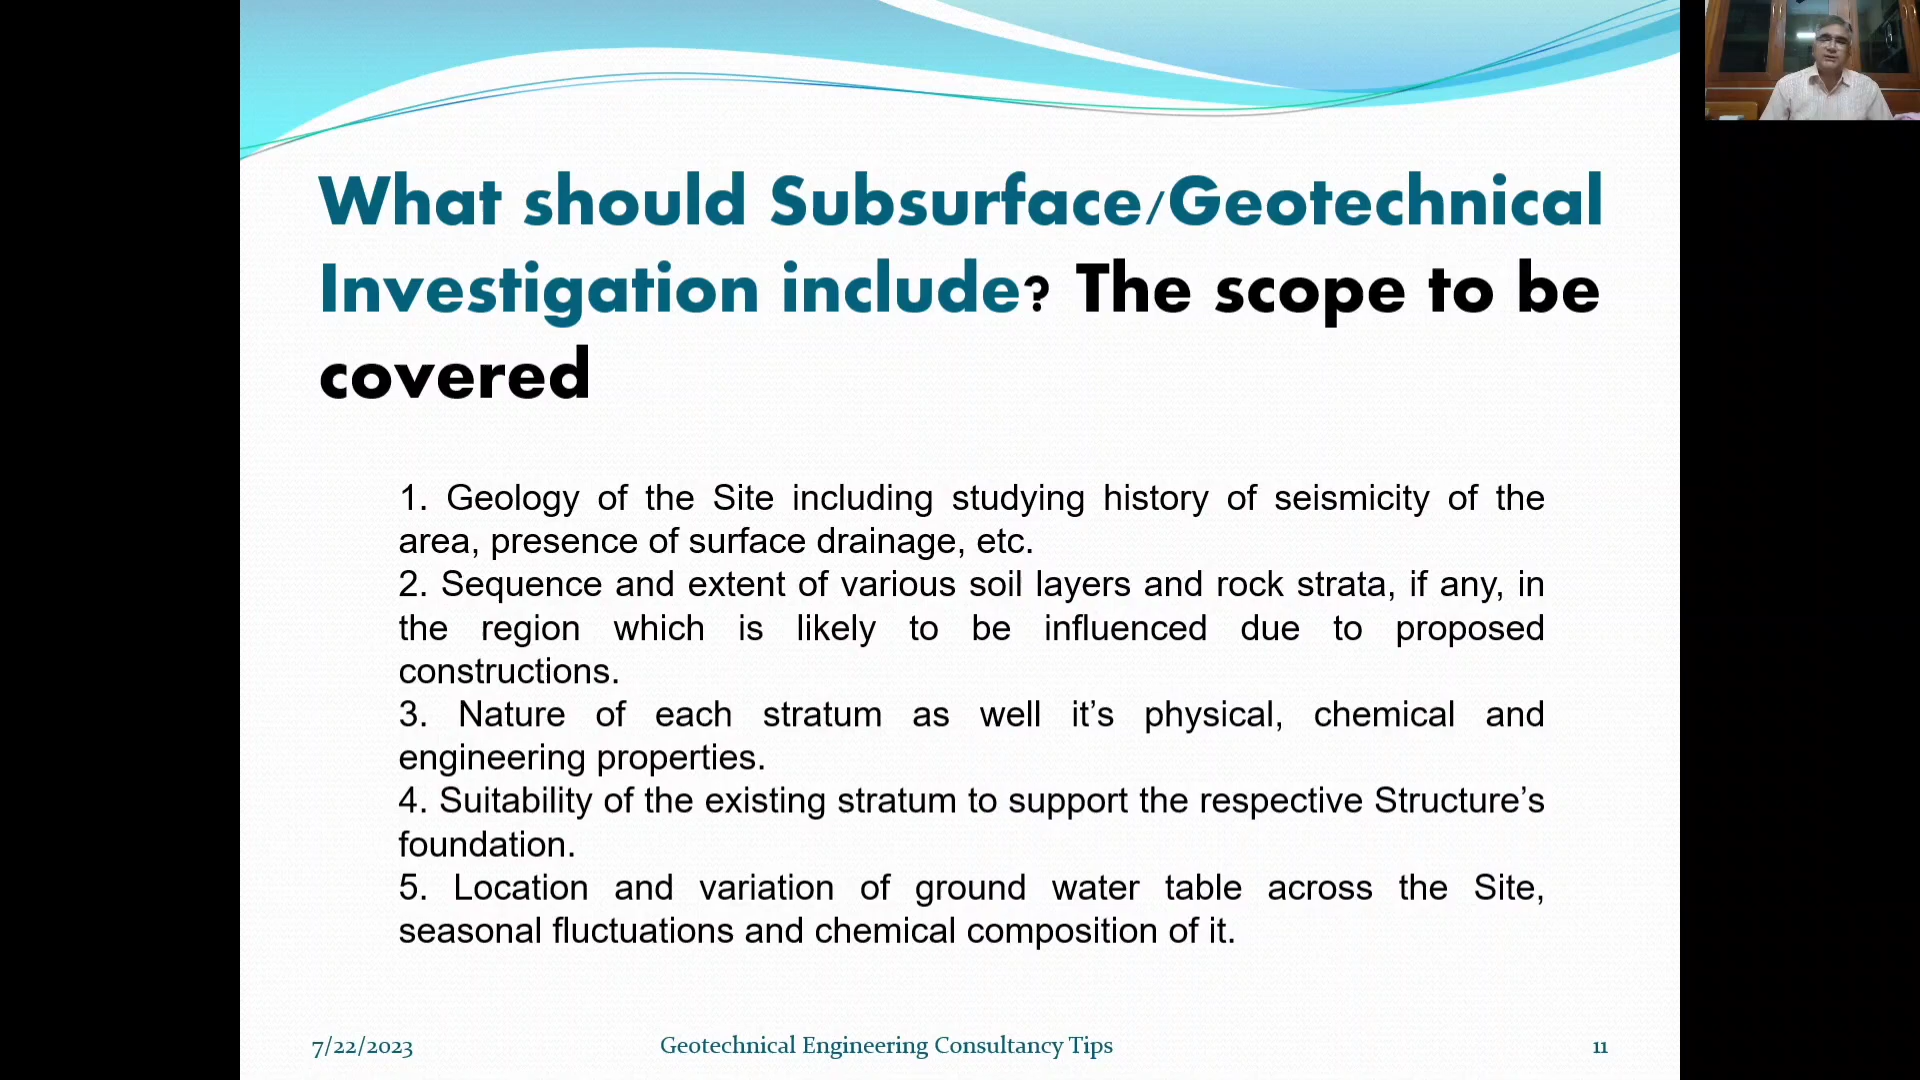 What should Subsurface/Geotechnical
Investigation include? The scope to be
covered
1. Geology of the Site including studying history of seismicity of the
area, presence of surface drainage, etc.
2. Sequence and extent of various soil layers and rock strata, if any, in
the region which is likely to be influenced due to proposed
constructions.
3. Nature of each stratum as well it’s physical, chemical and
engineering properties.
4. Suitability of the existing stratum to support the respective Structure’s
foundation.
5. Location and variation of ground water table across the Site,
seasonal fluctuations and chemical composition of it.
7/22/2023 Geotechnical Engineering Consultancy Tips 11